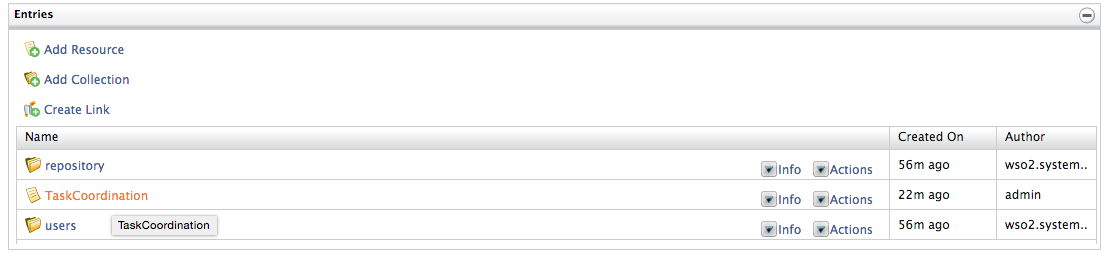 Entries
Add Resource
Add Collection
Create Link
Name Created On Author
repository Info Actions 56m ago wso2.system..
TaskCoordination Info Actions 22m ago admin
users TaskCoordination Info Actions 56m ago wso2.system..